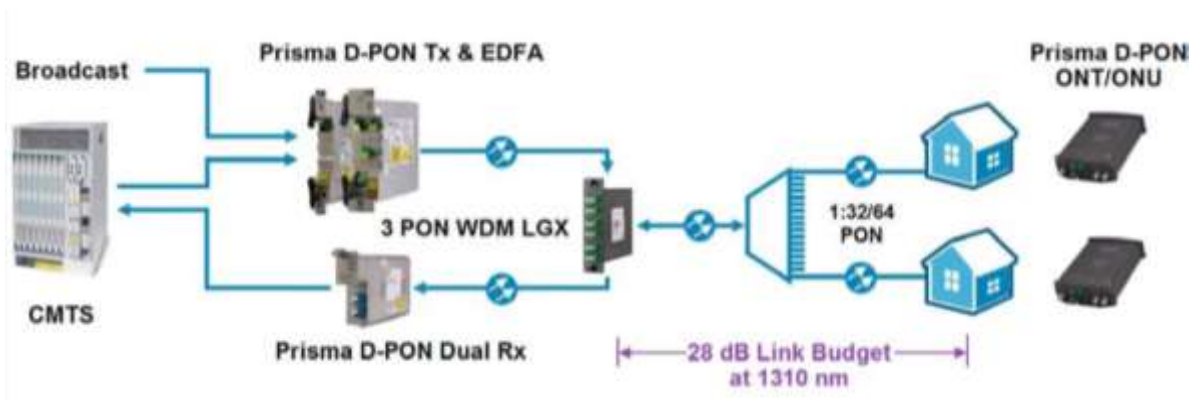 Prisma D-PON Tx & EDFA
Prisma D-PON
ONT/ONU
Broadcast
3 PON WDM LGX
1:32/64
PON
CMTS
Prisma D-PON Dual Rx
28 dB Link Budget
at 1310 nm